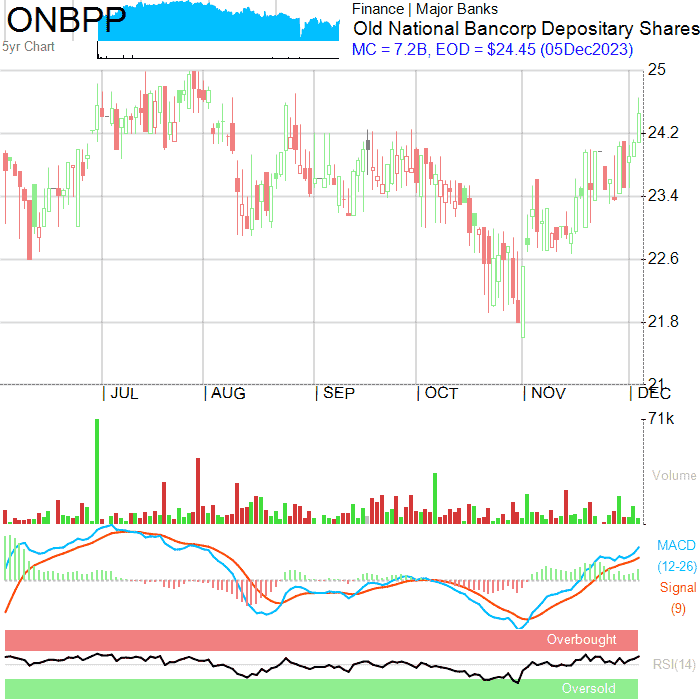 ONBPP
Finance | Major Banks
Old National Bancorp Depositary Shares
5yr Chart
MC = 7.2B, EOD = $24.45 (05Dec2023)
25
24.2
23.4
22.6
21.8
21
| JUL | AUG | SEP | OCT | NOV | DEC
71k
Volume
MACD
(12-26)
Signal
(9)
Overbought
RSI(14)
Oversold